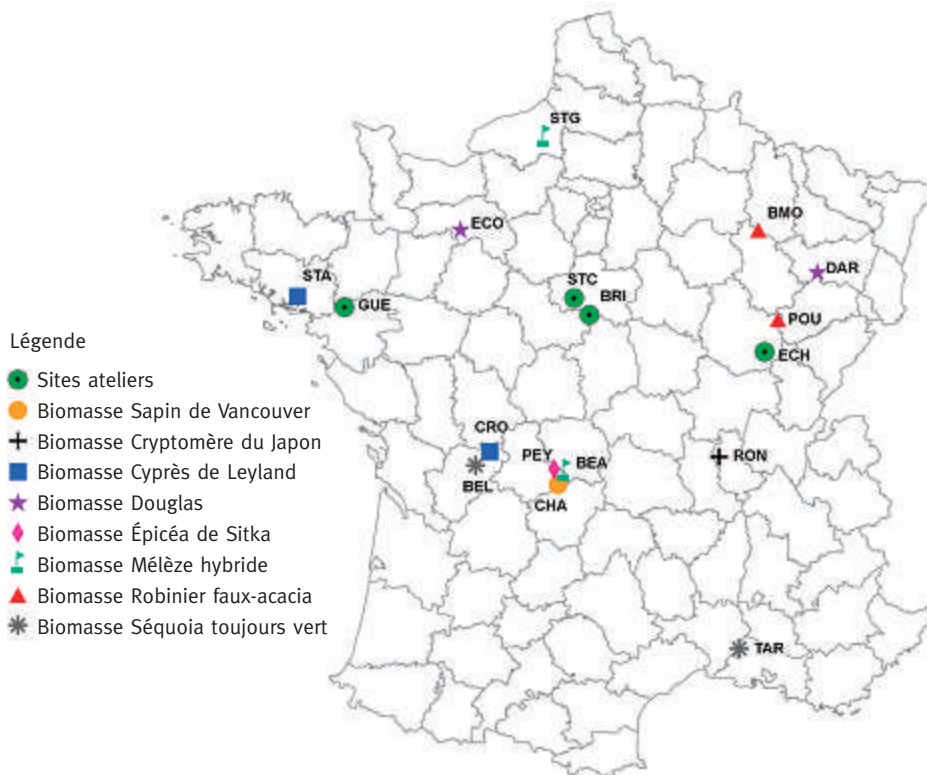 STG
BMO
ECO
DAR
STA
STC
GUE
BRI
POU
ECH
Légende
Sites ateliers
Biomasse Sapin de Vancouver
Biomasse Cryptomère du Japon
Biomasse Cyprès de Leyland
Biomasse Douglas
Biomasse Épicéa de Sitka
Biomasse Mélèze hybride
Biomasse Robinier faux-acacia
Biomasse Séquoia toujours vert
CRO
PEY
BEA
RON
BEL
CHA
TAR